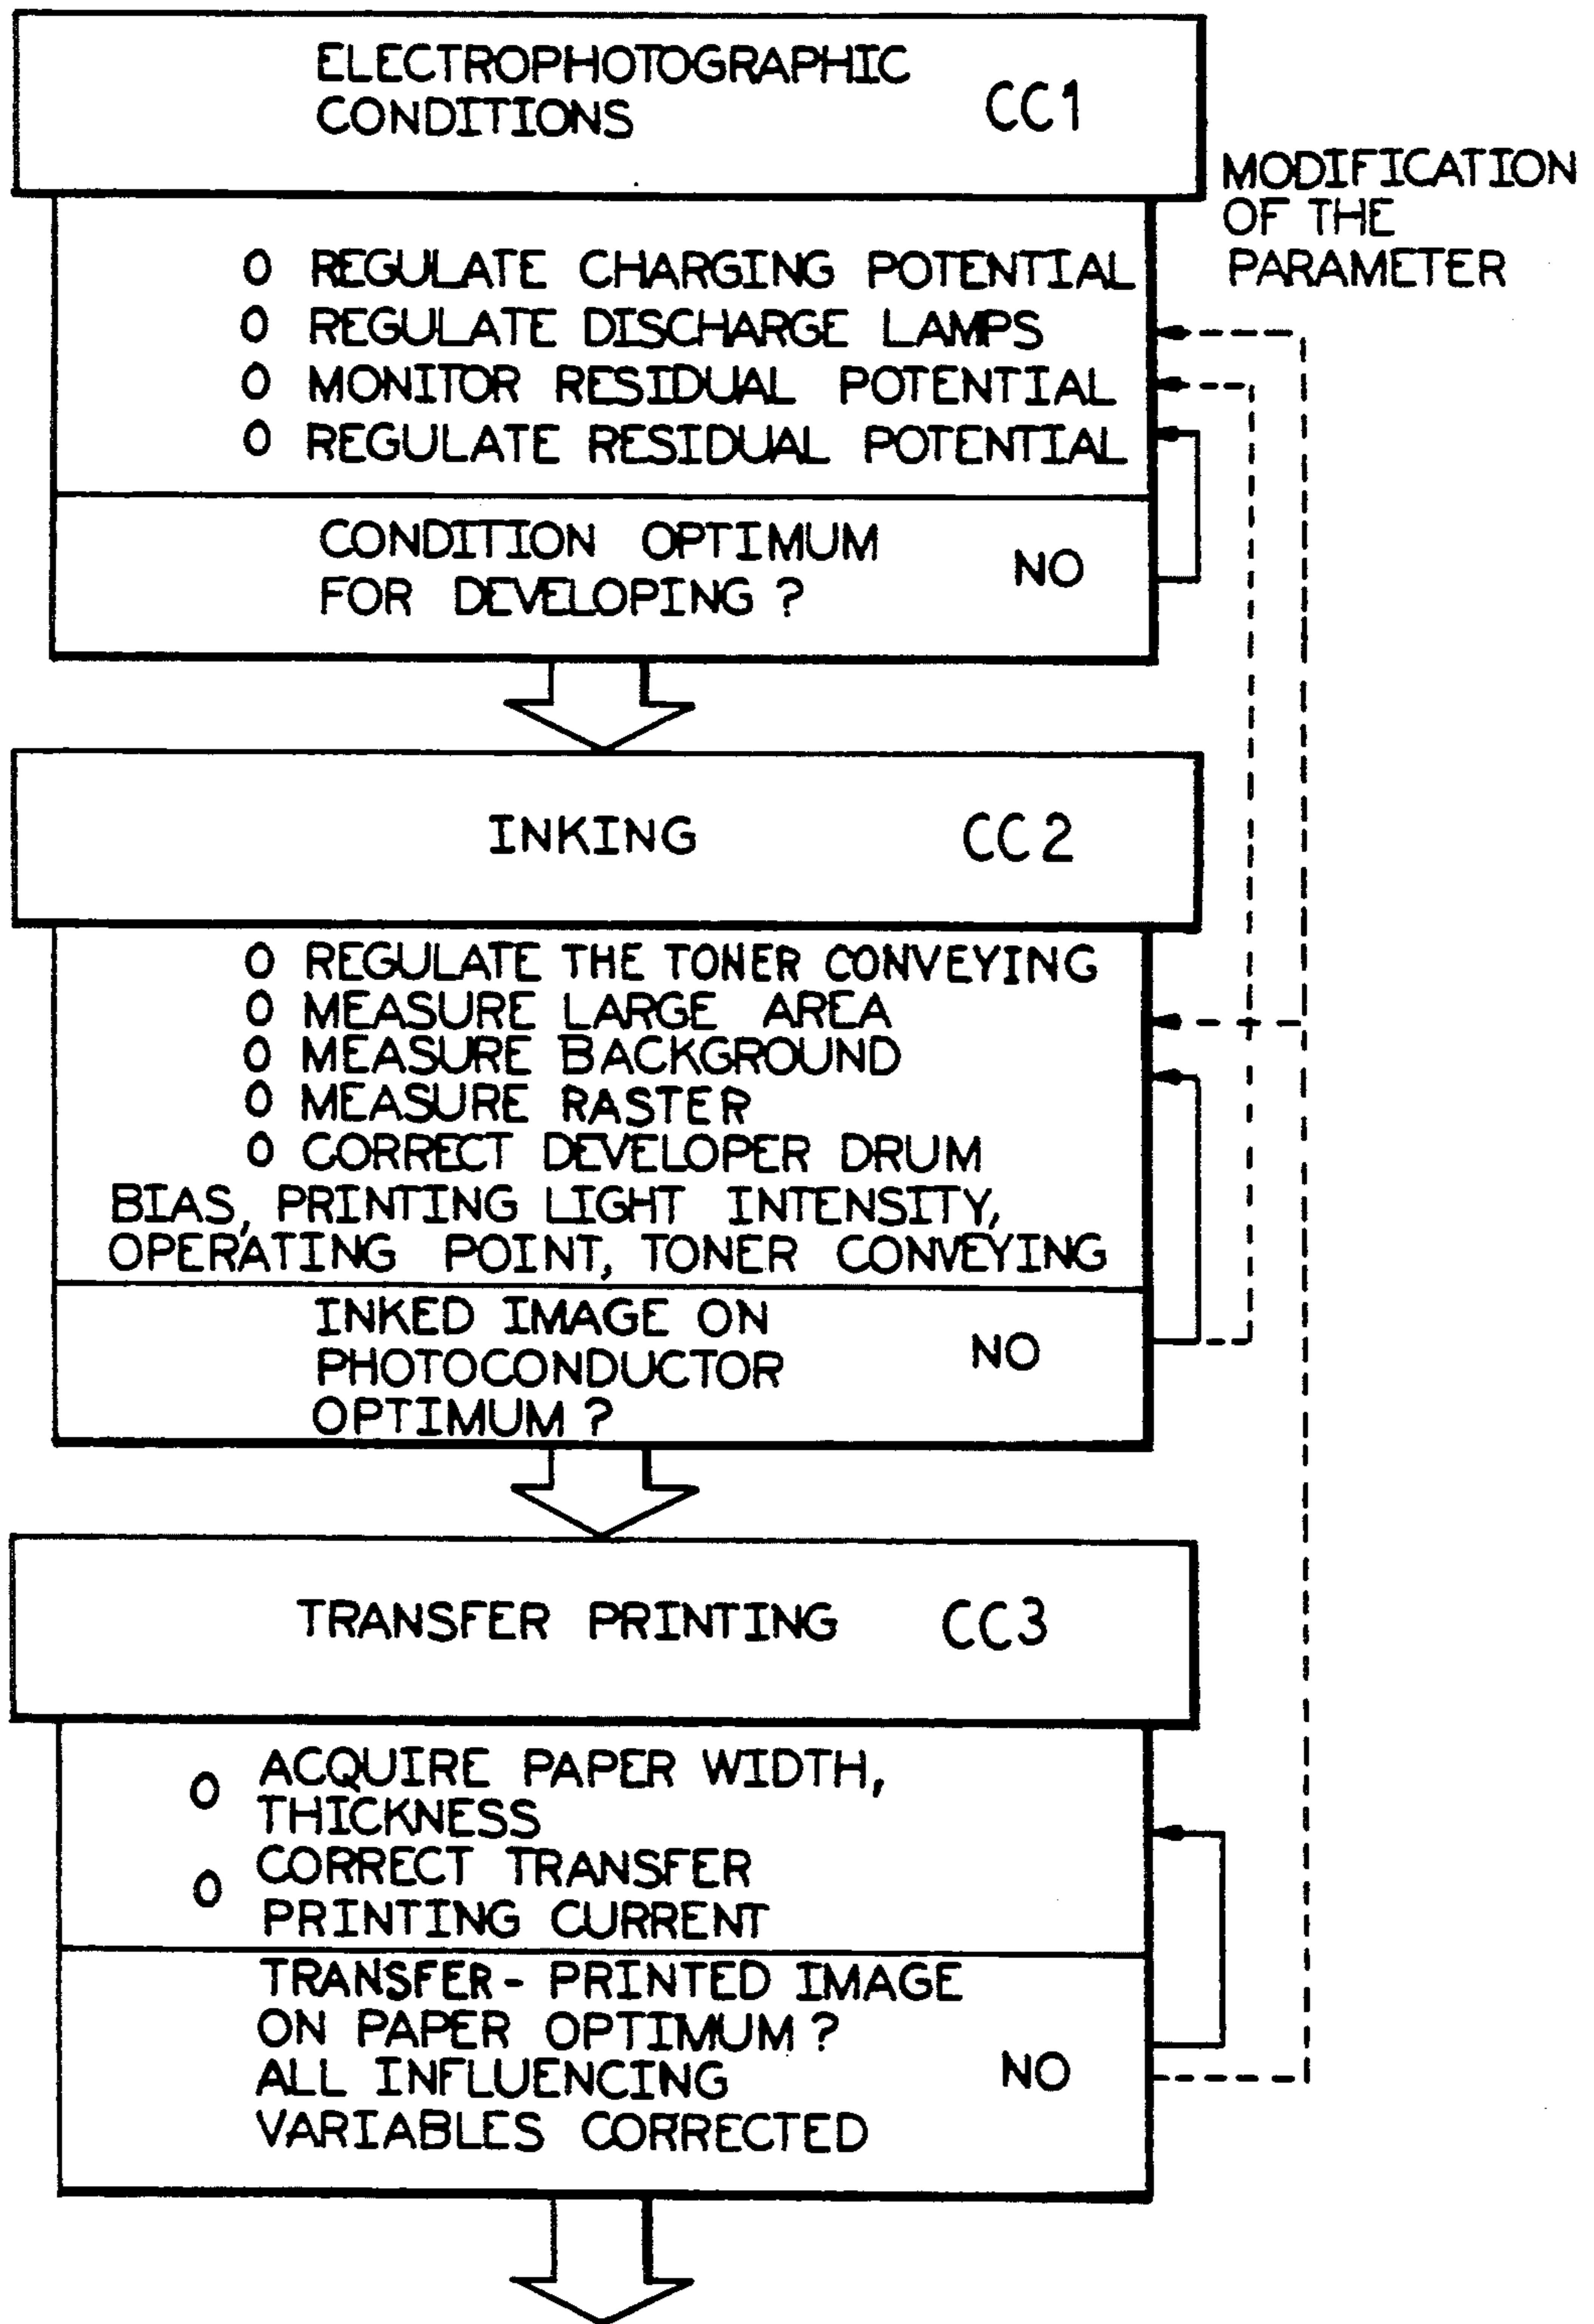 ELECTROPHOTOGRAPHIC
CONDITIONS
CC1
MODIFICATION
OF THE
PARAMETER
O REGULATE CHARGING POTENTIAL
O REGULATE DISCHARGE LAMPS
O MONITOR RESIDUAL POTENTIAL
O REGULATE RESIDUAL POTENTIAL
CONDITION OPTIMUM
FOR DEVELOPING ?
NO
INKING CC2
O REGULATE THE TONER CONVEYING
O MEASURE LARGE AREA
O MEASURE BACKGROUND
O MEASURE RASTER
O CORRECT DEVELOPER DRUM
BIAS, PRINTING LIGHT INTENSITY,
OPERATING POINT, TONER CONVEYING
INKED IMAGE ON
PHOTOCONDUCTOR
OPTIMUM ?
NO
TRANSFER PRINTING CC3
O ACQUIRE PAPER WIDTH,
THICKNESS
O CORRECT TRANSFER
PRINTING CURRENT
TRANSFER - PRINTED IMAGE
ON PAPER OPTIMUM ?
ALL INFLUENCING
VARIABLES CORRECTED
NO